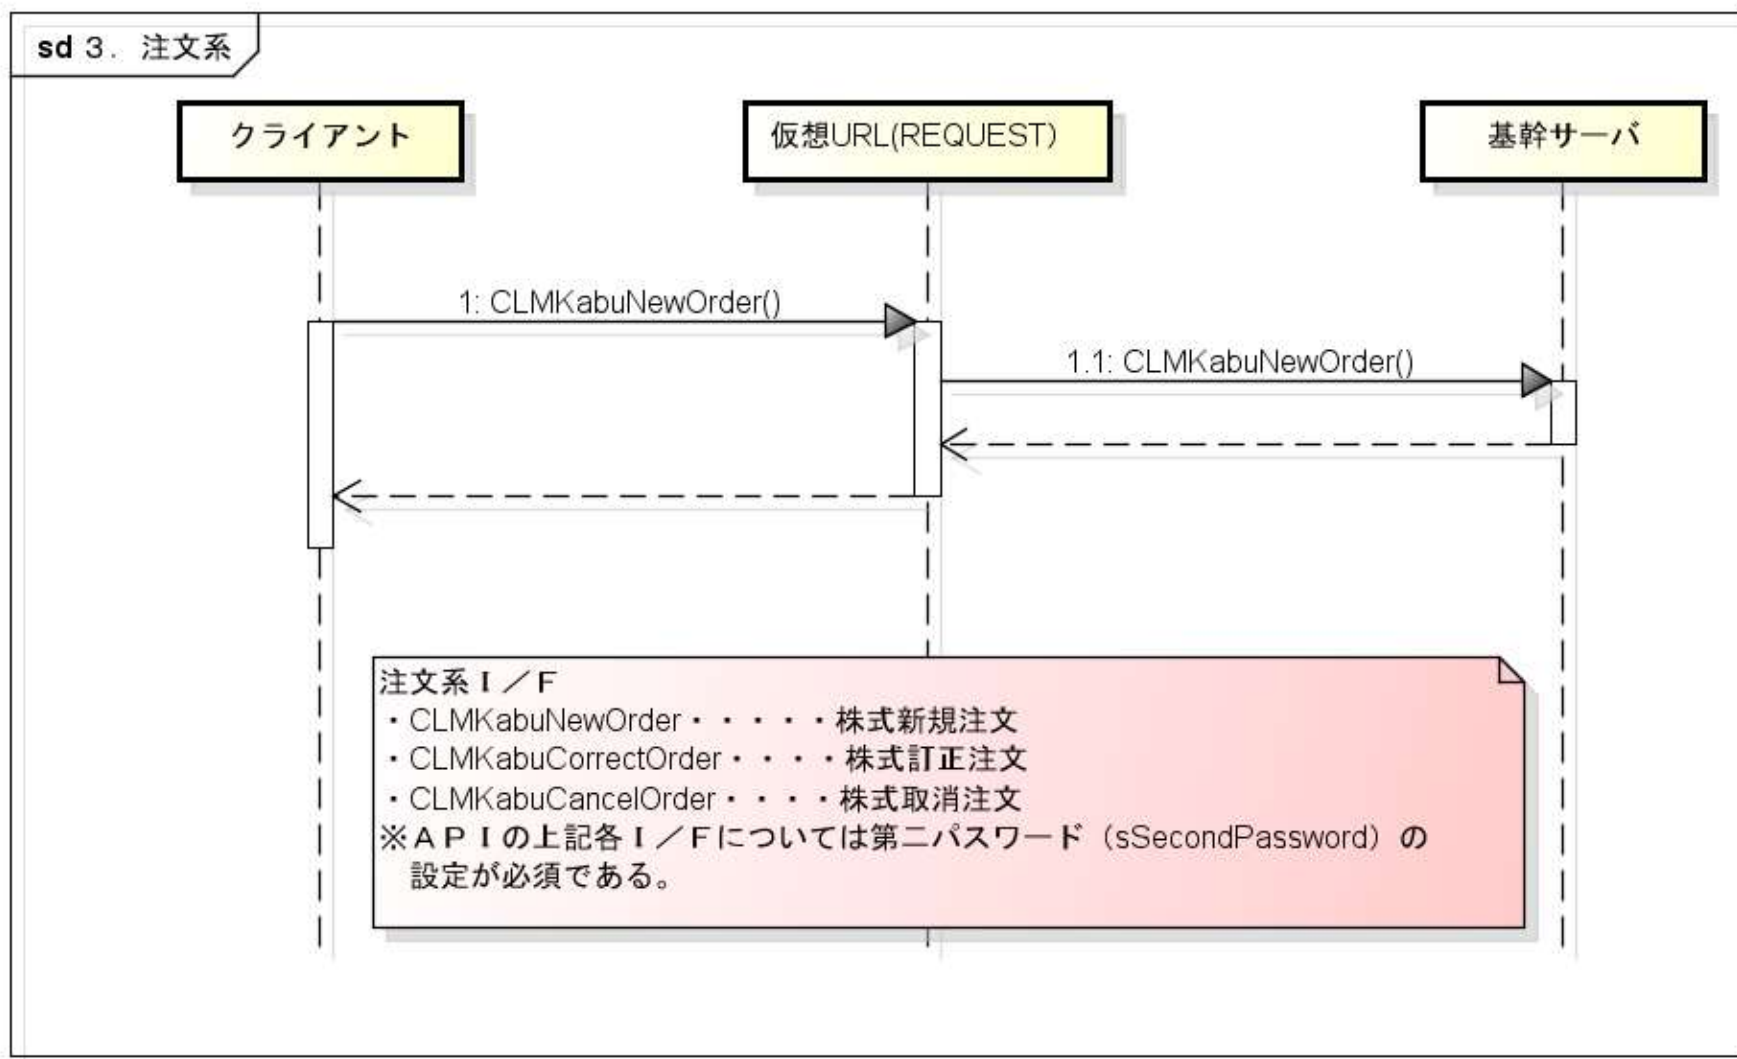 sd 3． 注文系
クライアント
仮想URL(REQUEST)
基幹サーバ
1: CLMKabuNewOrder()
1.1: CLMKabuNewOrder()
注文系Ｉ／Ｆ
・CLMKabuNewOrder・・・・・株式新規注文
・CLMKabuCorrectOrder・・・・株式訂正注文
・CLMKabuCancelOrder・・・・株式取消注文
※ＡＰＩの上記各Ｉ／Ｆについては第二パスワード（sSecondPassword）の
設定が必須である。